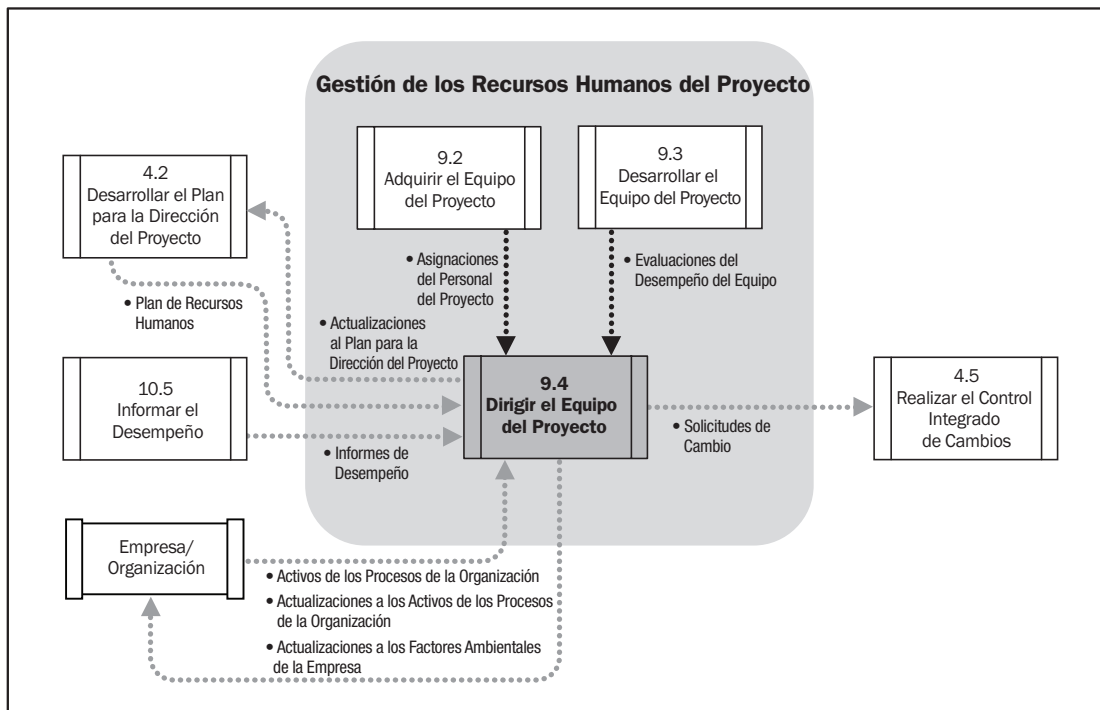 Gestión de los Recursos Humanos del Proyecto
9.2
Adquirir el Equipo
del Proyecto
9.3
Desarrollar el
Equipo del Proyecto
4.2
Desarrollar el Plan
para la Dirección
del Proyecto
• Asignaciones
del Personal
del Proyecto
• Evaluaciones del
Desempeño del Equipo
• Plan de Recursos
Humanos
• Actualizaciones
al Plan para la
Dirección del Proyecto
10.5
Informar el
Desempeño
9.4
Dirigir el Equipo
del Proyecto
4.5
Realizar el Control
Integrado
de Cambios
• Solicitudes de
Cambio
• Informes de
Desempeño
Empresa/
Organización
• Activos de los Procesos de la Organización
• Actualizaciones a los Activos de los Procesos
de la Organización
• Actualizaciones a los Factores Ambientales
de la Empresa